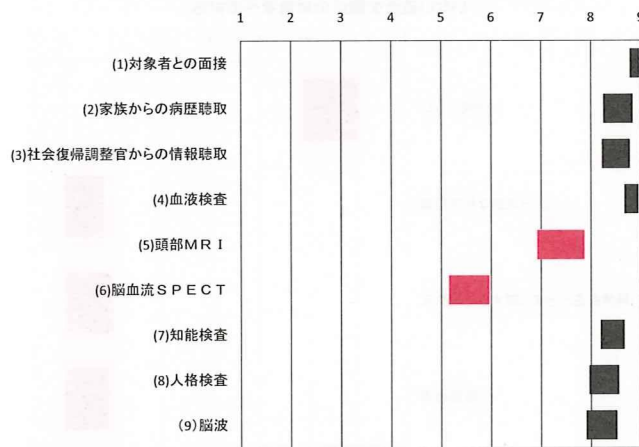 1 2 3 4 5 6 7 8 9
(1)対象者との面接
(2)家族からの病歴聴取
(3)社会復帰調整官からの情報聴取
(4)血液検査
(5)頭部MRI
(6)脳血流SPECT
(7)知能検査
(8)人格検査
(9)脳波